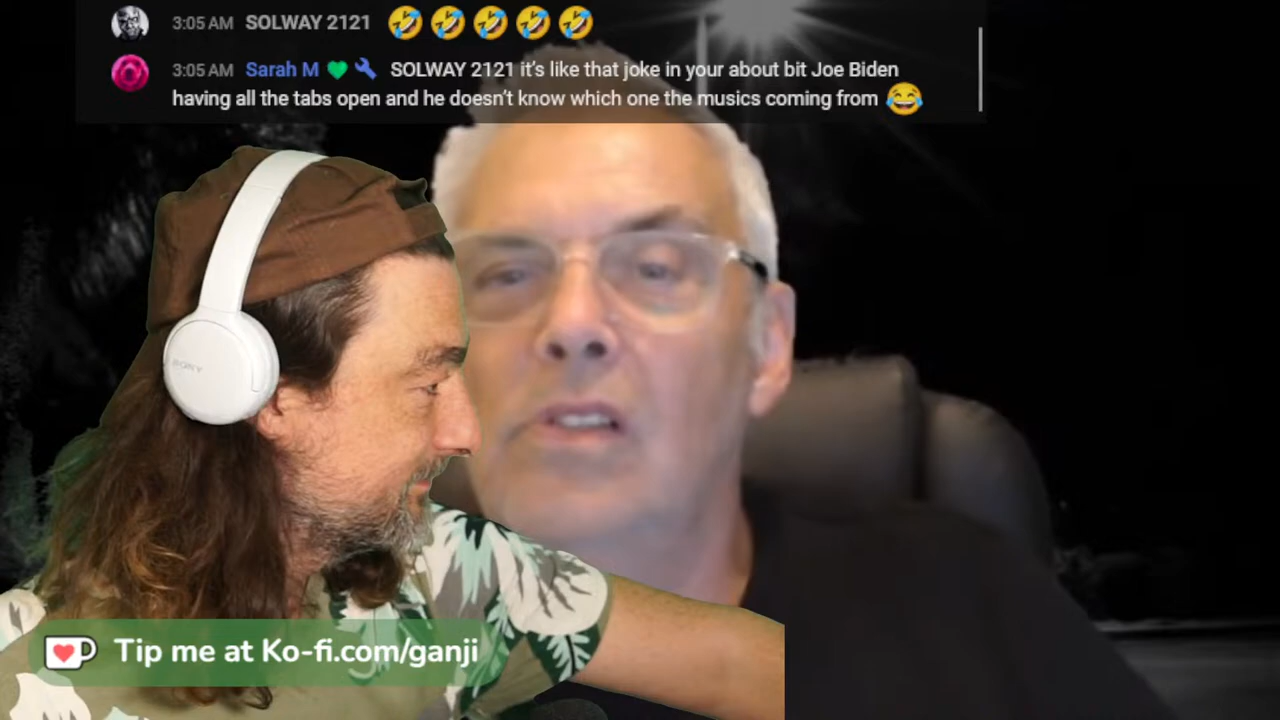 3:05 AM SOLWAY 2121 🤣🤣🤣🤣🤣
3:05 AM Sarah M 💚🔧 SOLWAY 2121 it's like that joke in your about bit Joe Biden
having all the tabs open and he doesn't know which one the musics coming from 😂
SONY
Tip me at Ko-fi.com/ganji